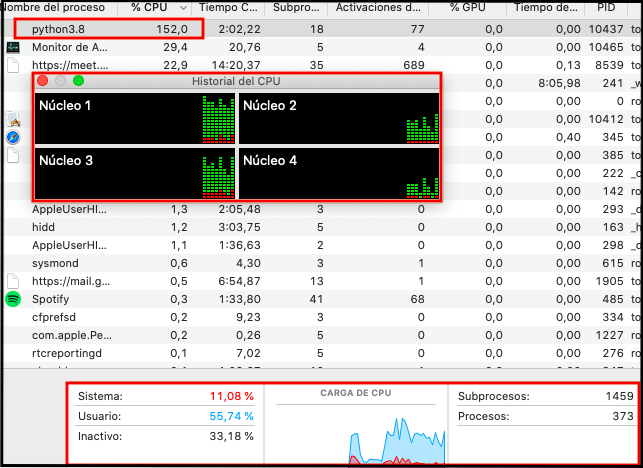 Nombre del proceso % CPU Tiempo C... Subpro... Activaciones d... % GPU Tiempo de... PID
python3.8 152,0 2:02,22 18 77 0,0 0,00 10437 to
Monitor de A... 29,4 20,76 5 4 0,0 0,00 10465 to
https://meet.... 22,9 14:20,37 35 689 0,0 0,13 8539 to
Historial del CPU
0,0 8:05,98 241 _w
Núcleo 1 Núcleo 2
0,0 0,00 0 ro
0,0 0,00 10412 to
0,0 0,40 345 to
Núcleo 3 Núcleo 4
0,0 0,00 385 to
0,0 0,00 222 _c
0,0 0,00 142 ro
AppleUserHI... 1,3 2:05,48 3 0 0,0 0,00 293 _d
hidd 1,2 3:03,75 5 0 0,0 0,00 163 _h
AppleUserHI... 1,1 1:36,63 2 0 0,0 0,00 298 _d
sysmond 0,6 4,30 3 1 0,0 0,00 615 ro
https://mail.g... 0,5 6:54,87 13 1 0,0 0,00 1905 to
Spotify 0,3 1:33,80 41 68 0,0 0,00 485 to
cfprefsd 0,2 9,23 3 0 0,0 0,00 334 to
com.apple.Pe... 0,2 0,26 5 0 0,0 0,00 1227 ro
rtcreportingd 0,1 7,02 5 0 0,0 0,00 276 ro
Sistema: 11,08 % CARGA DE CPU Subprocesos: 1459
Usuario: 55,74 % Procesos: 373
Inactivo: 33,18 %